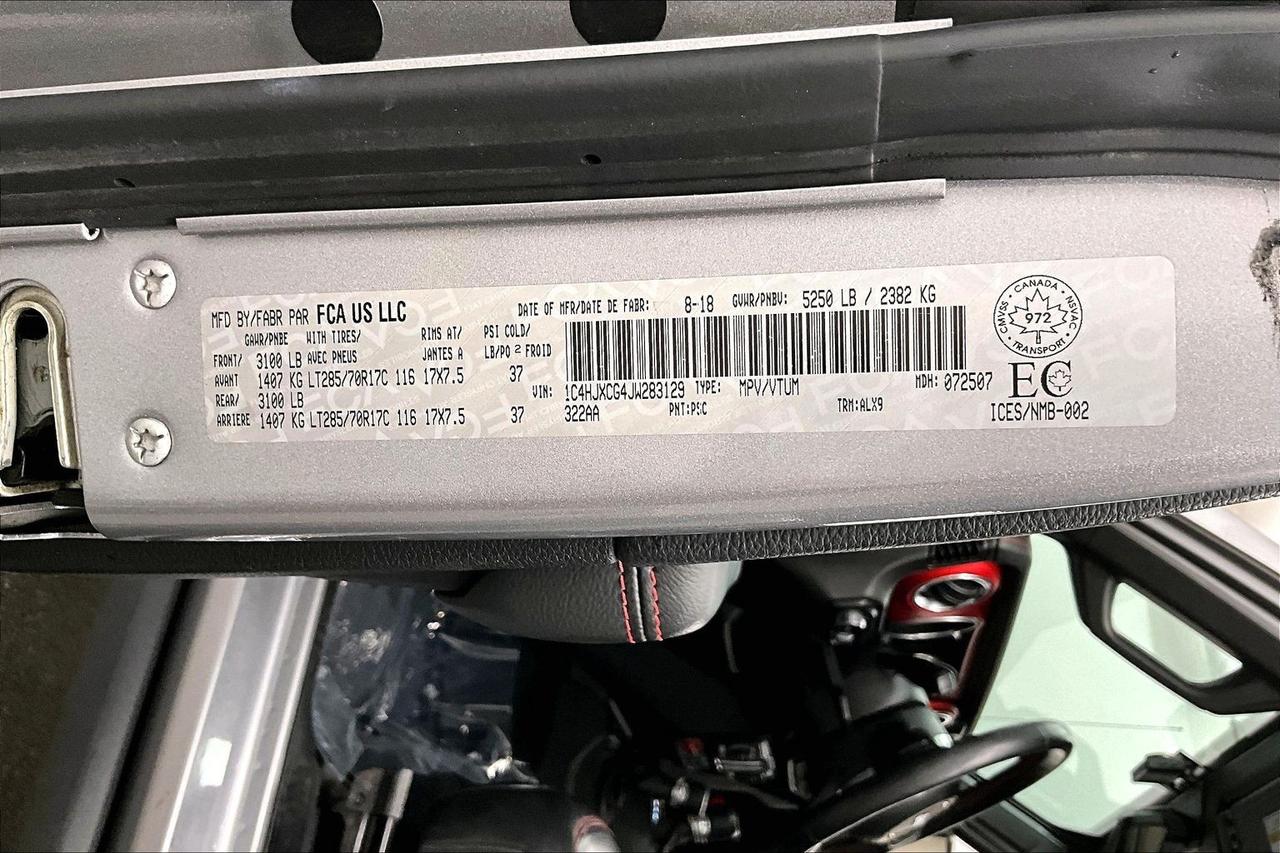 MFD BY/FABR PAR FCA US LLC
DATE OF MFR/DATE DE FABR: 8-18 GVWR/PNBV: 5250 LB / 2382 KG
GAWR/PNBE WITH TIRES/ RIMS AT/ PSI COLD/
FRONT/ 3100 LB AVEC PNEUS JANTES A LB/PO² FROID
AVANT 1407 KG LT285/70R17C 116 17X7.5 37
REAR/ 3100 LB
ARRIERE 1407 KG LT285/70R17C 116 17X7.5 37
VIN: 1C4HJXCG4JW283129 TYPE: MPV/VTUM MDH: 072507
322AA PNT:PSC TRM:ALX9
CANADA
CMVSS NSVAC
972
TRANSPORT
EC
ICES/NMB-002